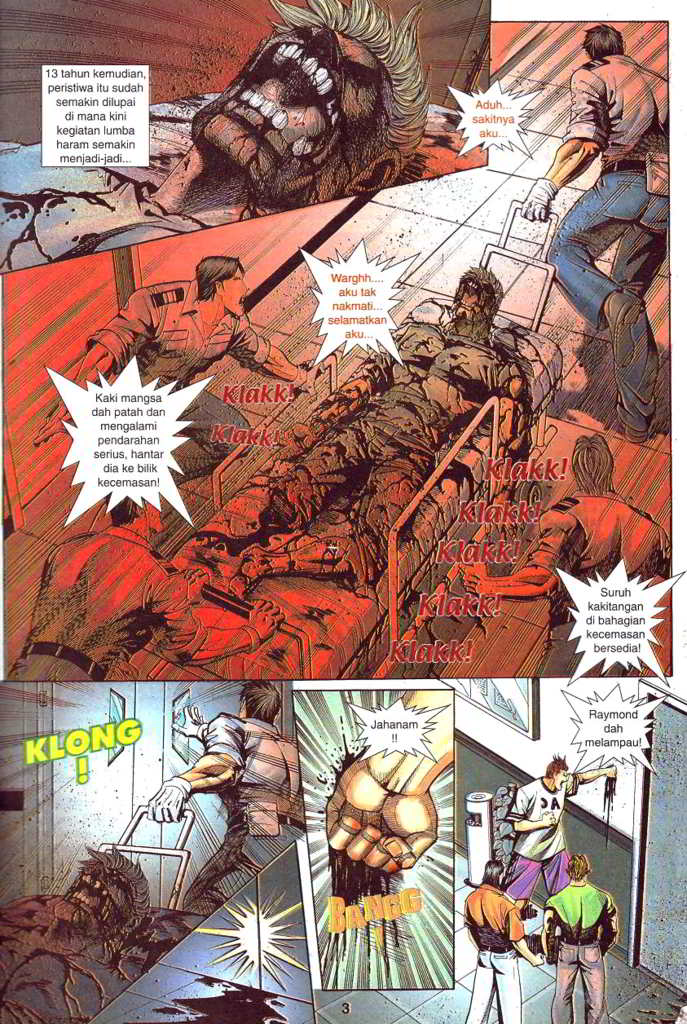 13 tahun kemudian,
peristiwa itu sudah
semakin dilupai
di mana kini
kegiatan lumba
haram semakin
menjadi-jadi...
Aduh...
sakitnya
aku...
Warghh....
aku tak
nakmati...
selamatkan
aku...
Kaki mangsa
dah patah dan
mengalami
pendarahan
serius, hantar
dia ke bilik
kecemasan!
Klakk!
Klakk!
Klakk!
Klakk!
Klakk!
Klakk!
Klakk!
Suruh
kakitangan
di bahagian
kecemasan
bersedia!
KLONG
!
Jahanam
!!
BANGG
!
Raymond
dah
melampau!
3